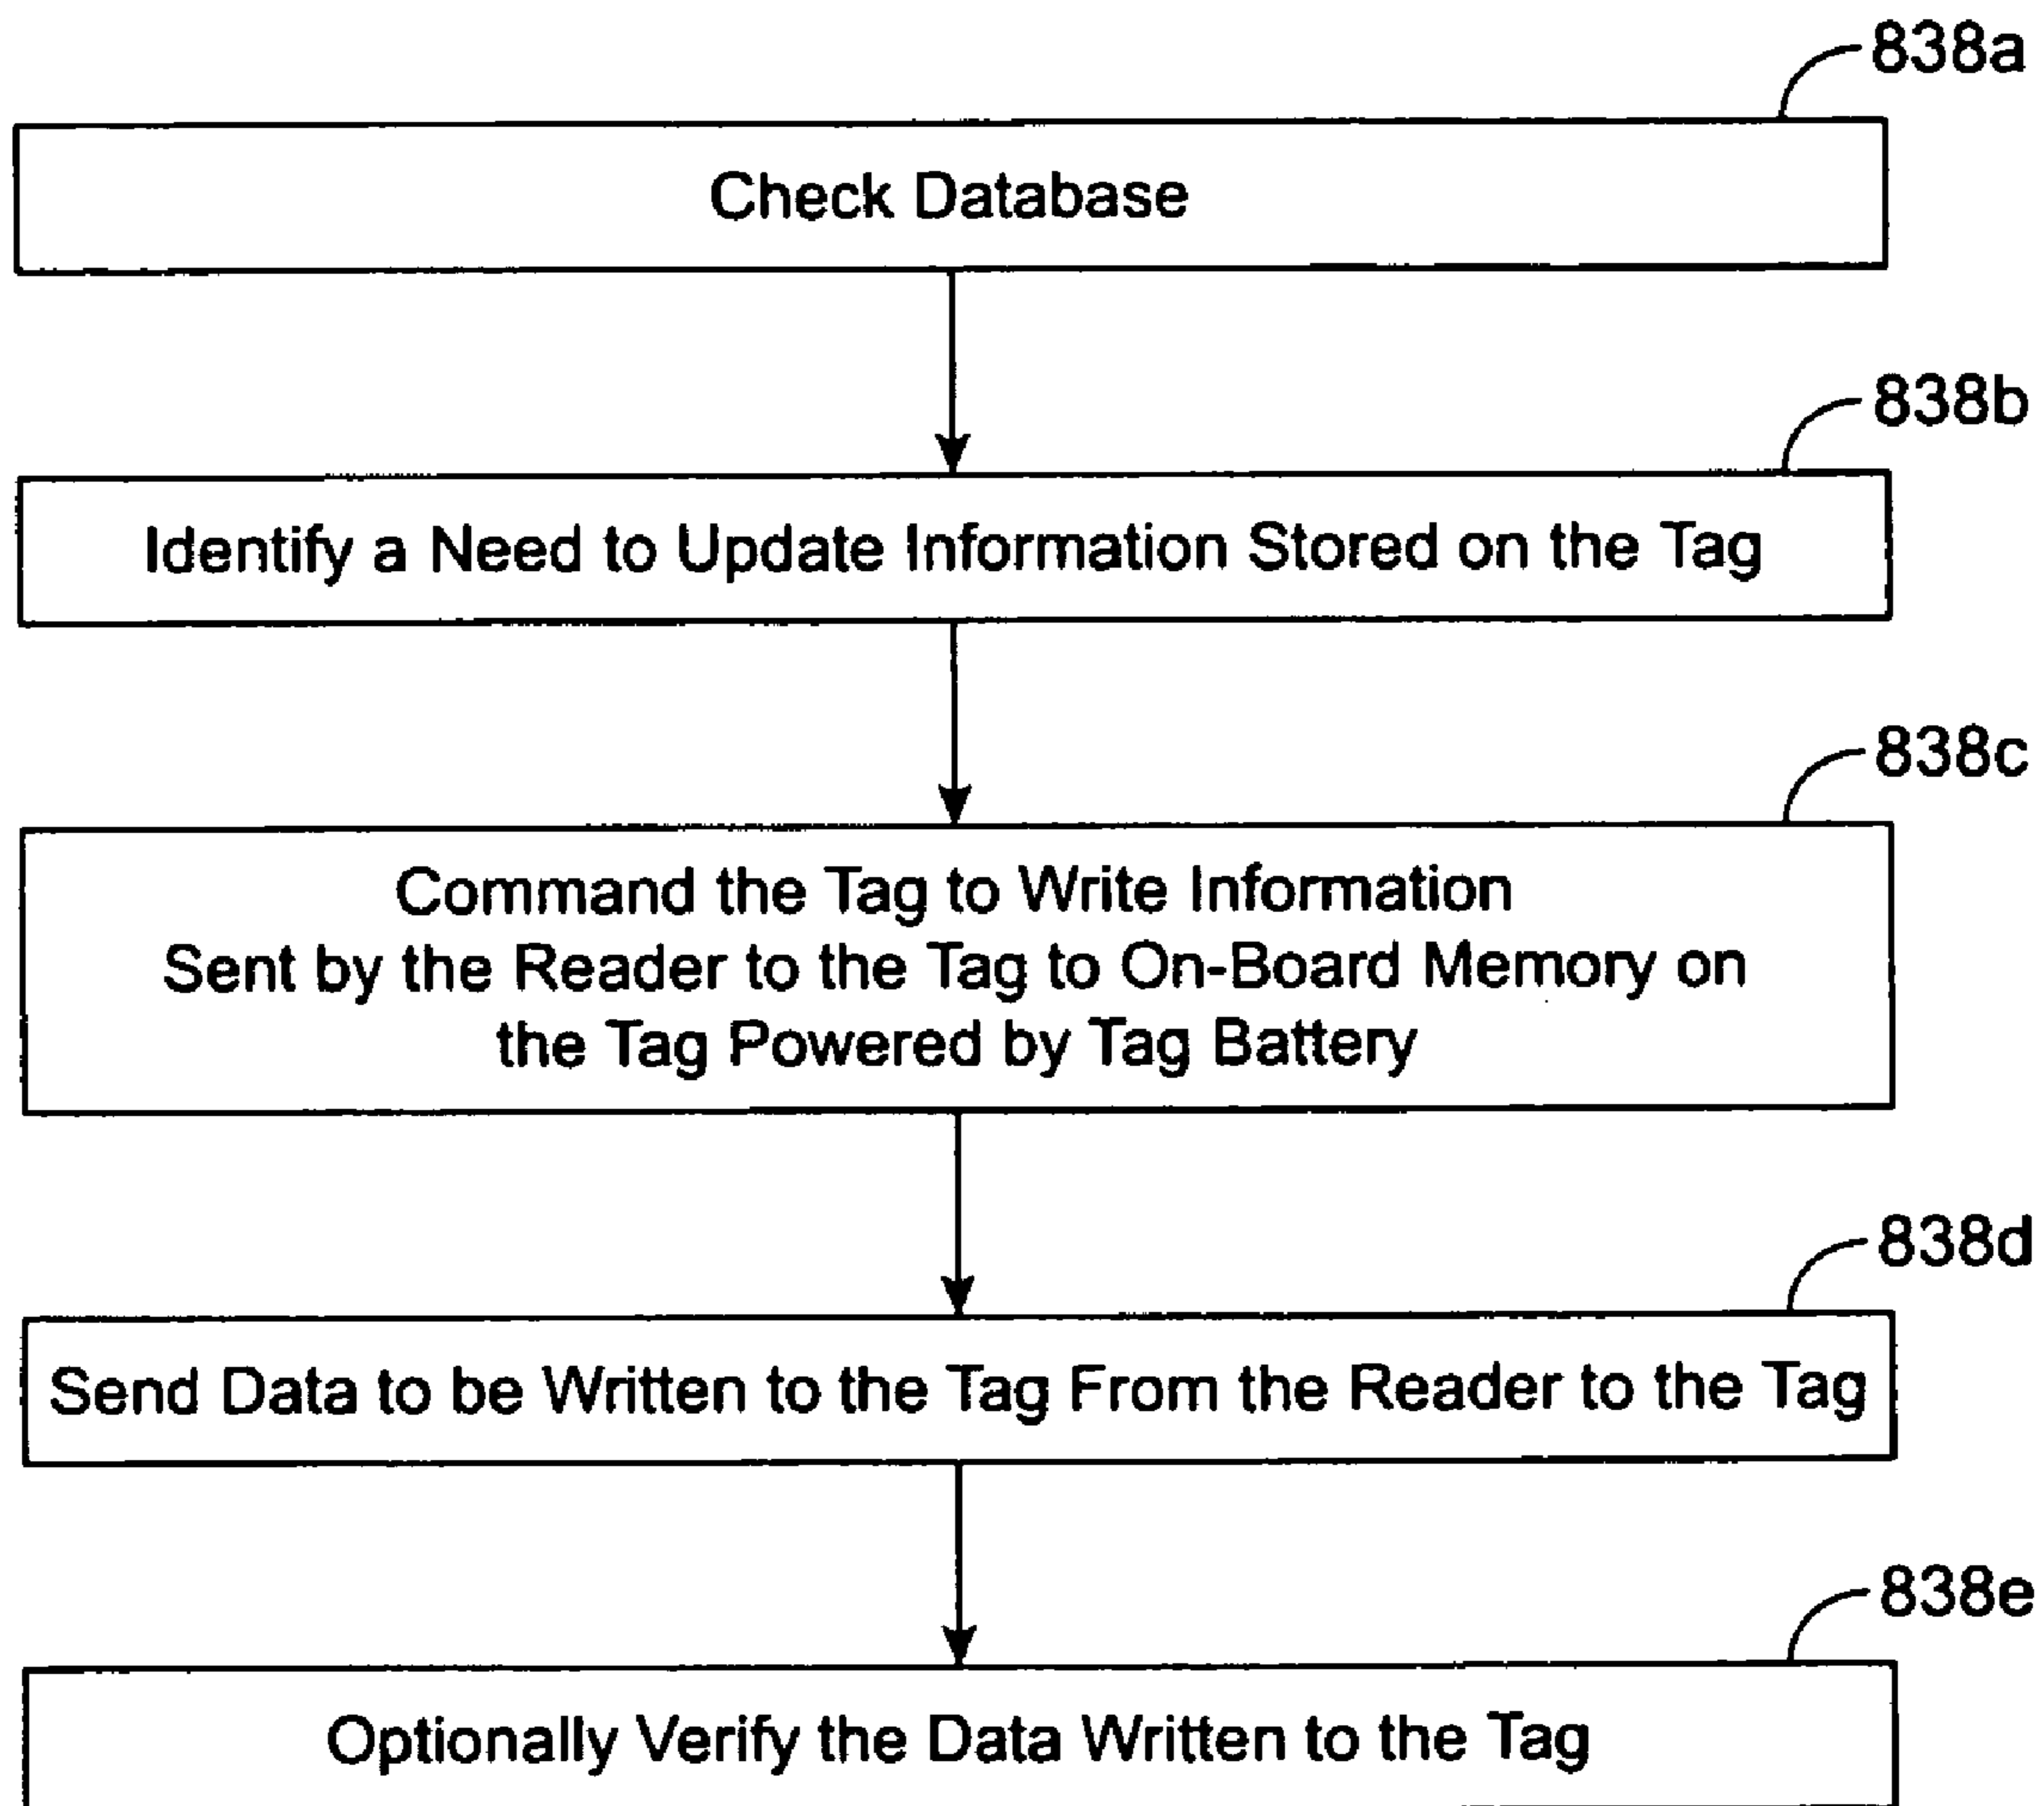 838a
Check Database
838b
Identify a Need to Update Information Stored on the Tag
838c
Command the Tag to Write Information
Sent by the Reader to the Tag to On-Board Memory on
the Tag Powered by Tag Battery
838d
Send Data to be Written to the Tag From the Reader to the Tag
838e
Optionally Verify the Data Written to the Tag